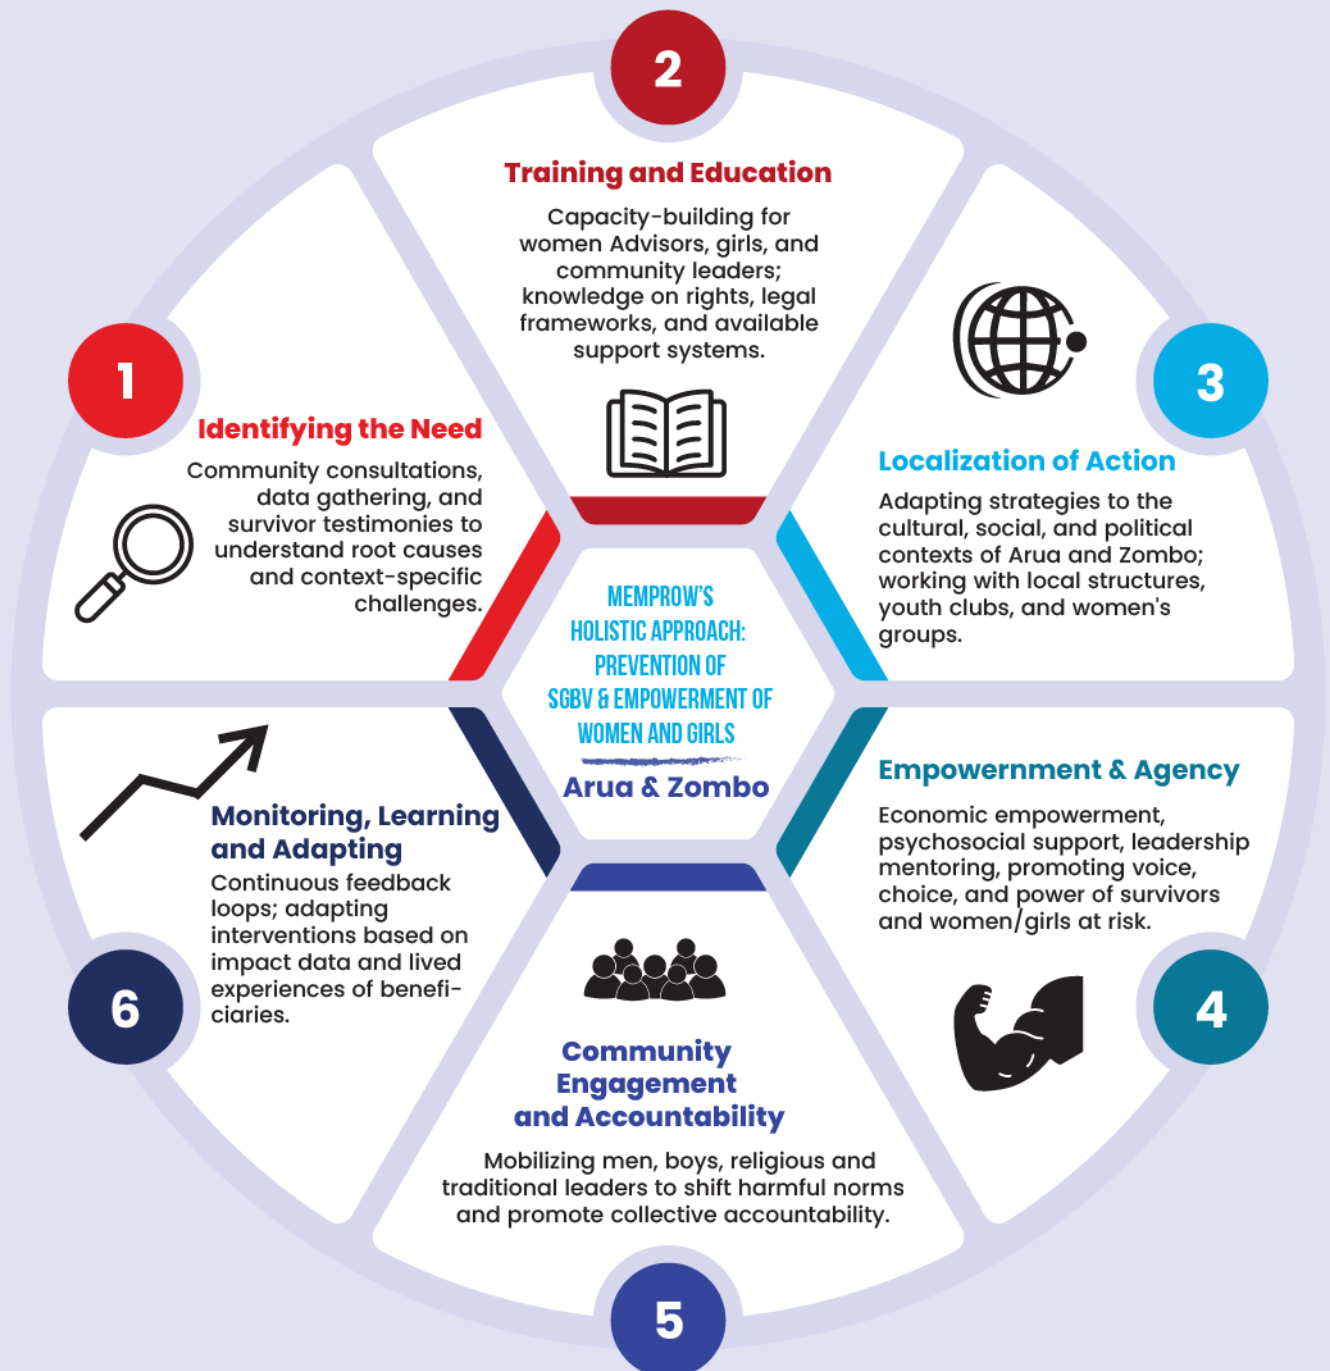 MEMPROW'S
HOLISTIC APPROACH:
PREVENTION OF
SGBV & EMPOWERMENT OF
WOMEN AND GIRLS
Arua & Zombo
1
Identifying the Need
Community consultations,
data gathering, and
survivor testimonies to
understand root causes
and context-specific
challenges.
2
Training and Education
Capacity-building for
women Advisors, girls, and
community leaders;
knowledge on rights, legal
frameworks, and available
support systems.
3
Localization of Action
Adapting strategies to the
cultural, social, and political
contexts of Arua and Zombo;
working with local structures,
youth clubs, and women's
groups.
4
Empowernment & Agency
Economic empowerment,
psychosocial support, leadership
mentoring, promoting voice,
choice, and power of survivors
and women/girls at risk.
5
Community
Engagement
and Accountability
Mobilizing men, boys, religious and
traditional leaders to shift harmful norms
and promote collective accountability.
6
Monitoring, Learning
and Adapting
Continuous feedback
loops; adapting
interventions based on
impact data and lived
experiences of benefi-
ciaries.